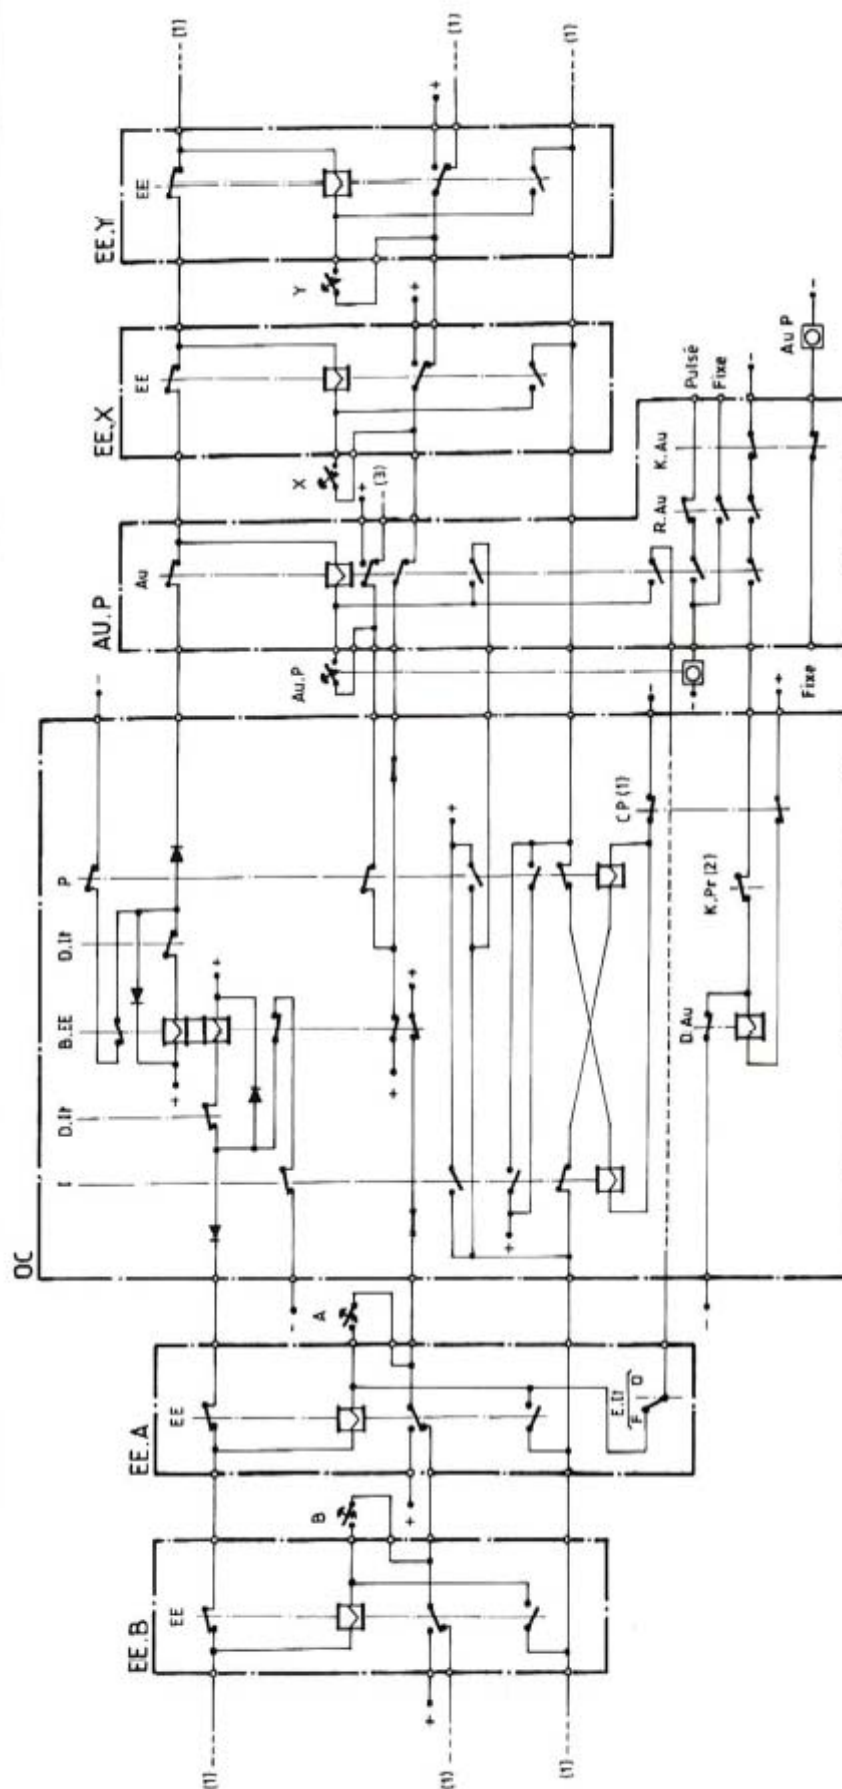 (1)
(1)
(1)
EE.Y
EE
Y
+
EE.X
EE
X
+
AU.P
Au
Au.P
+
(3)
R.Au
K.Au
Pulsé
Fixe
-
Au P
-
-
Fixe
+
OC
-
P
D.It
B.EE
D.It
+
+
-
+
+
+
+
C.P (1)
-
K.Pr (2)
D.Au
-
EE.A
EE
A
+
E.It
F
O
EE.B
EE
B
+
(1)
(1)
(1)